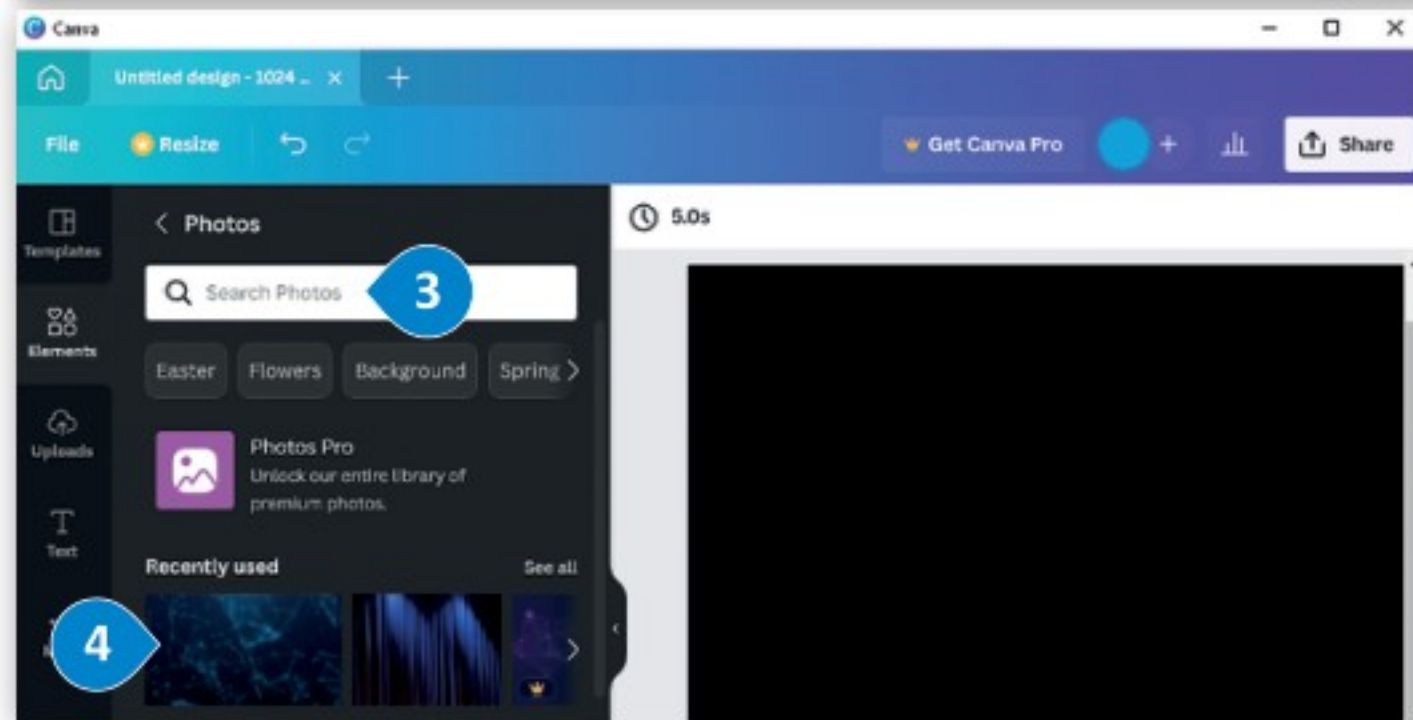 Canva
Untitled design - 1024 ...
File
Resize
Get Canva Pro
Share
Templates
Photos
5.0s
Search Photos
3
Elements
Easter
Flowers
Background
Spring
Uploads
Photos Pro
Unlock our entire library of
premium photos.
Text
Recently used
See all
4